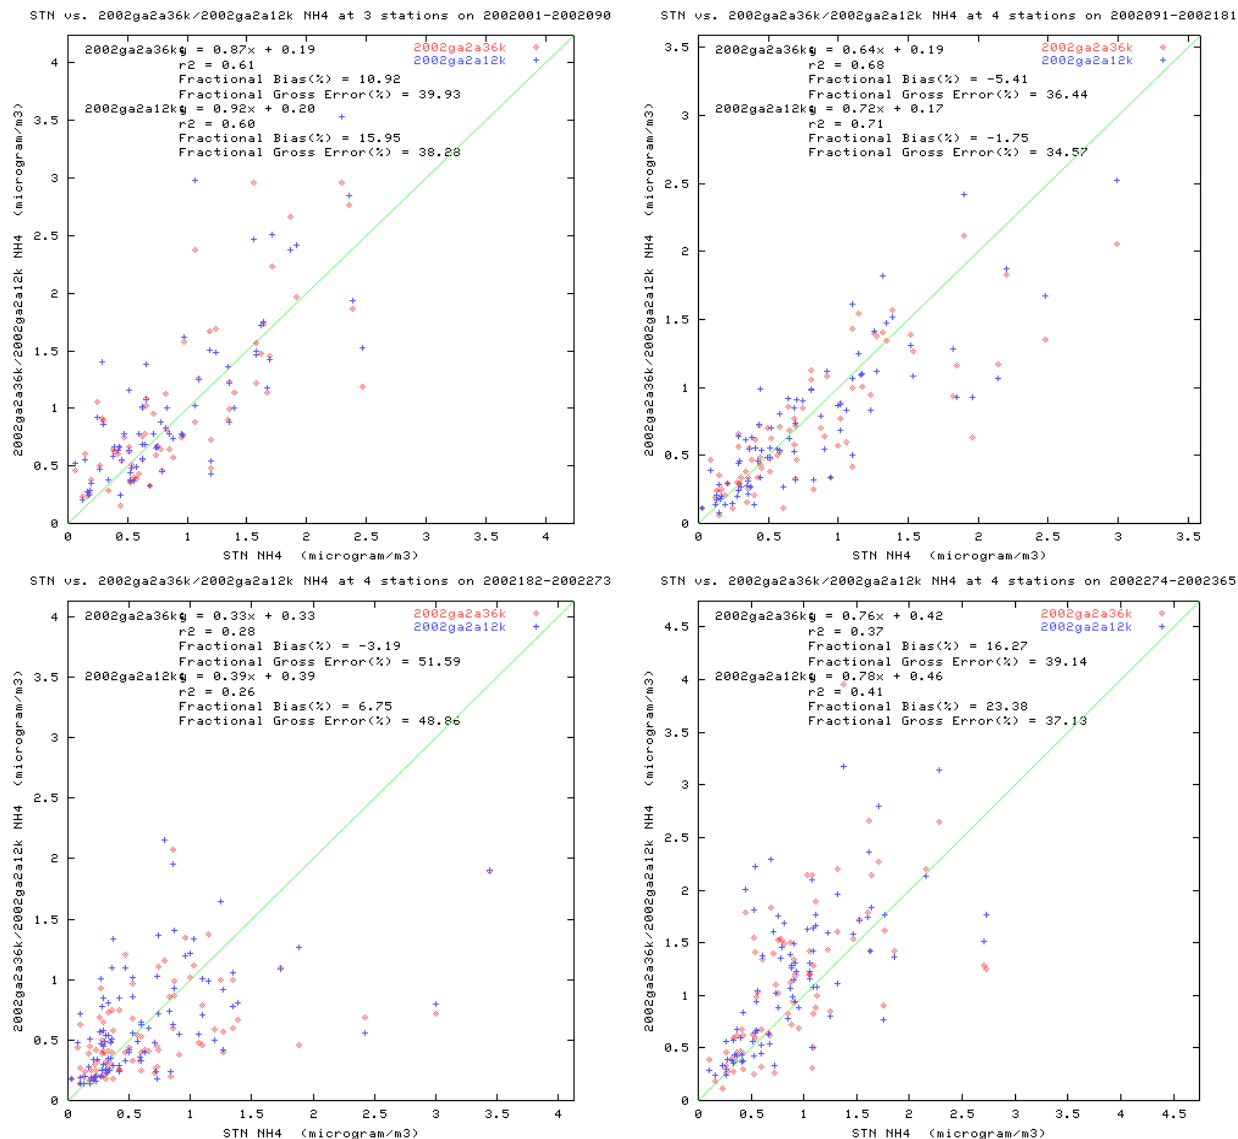 STN vs. 2002ga2a36k/2002ga2a12k NH4 at 3 stations on 2002001-2002090
2002ga2a36k y = 0.87x + 0.19
r2 = 0.61
Fractional Bias(%) = 10.92
Fractional Gross Error(%) = 39.93
2002ga2a12k y = 0.92x + 0.20
r2 = 0.60
Fractional Bias(%) = 15.95
Fractional Gross Error(%) = 38.28
2002ga2a36k
2002ga2a12k
2002ga2a36k/2002ga2a12k NH4 (microgram/m3)
4
3.5
3
2.5
2
1.5
1
0.5
0
0 0.5 1 1.5 2 2.5 3 3.5 4
STN NH4 (microgram/m3)
STN vs. 2002ga2a36k/2002ga2a12k NH4 at 4 stations on 2002091-2002181
2002ga2a36k y = 0.64x + 0.19
r2 = 0.68
Fractional Bias(%) = -5.41
Fractional Gross Error(%) = 36.44
2002ga2a12k y = 0.72x + 0.17
r2 = 0.71
Fractional Bias(%) = -1.75
Fractional Gross Error(%) = 34.57
2002ga2a36k
2002ga2a12k
2002ga2a36k/2002ga2a12k NH4 (microgram/m3)
3.5
3
2.5
2
1.5
1
0.5
0
0 0.5 1 1.5 2 2.5 3 3.5
STN NH4 (microgram/m3)
STN vs. 2002ga2a36k/2002ga2a12k NH4 at 4 stations on 2002182-2002273
2002ga2a36k y = 0.33x + 0.33
r2 = 0.28
Fractional Bias(%) = -3.19
Fractional Gross Error(%) = 51.59
2002ga2a12k y = 0.39x + 0.39
r2 = 0.26
Fractional Bias(%) = 6.75
Fractional Gross Error(%) = 48.86
2002ga2a36k
2002ga2a12k
2002ga2a36k/2002ga2a12k NH4 (microgram/m3)
4
3.5
3
2.5
2
1.5
1
0.5
0
0 0.5 1 1.5 2 2.5 3 3.5 4
STN NH4 (microgram/m3)
STN vs. 2002ga2a36k/2002ga2a12k NH4 at 4 stations on 2002274-2002365
2002ga2a36k y = 0.76x + 0.42
r2 = 0.37
Fractional Bias(%) = 16.27
Fractional Gross Error(%) = 39.14
2002ga2a12k y = 0.78x + 0.46
r2 = 0.41
Fractional Bias(%) = 23.38
Fractional Gross Error(%) = 37.13
2002ga2a36k
2002ga2a12k
2002ga2a36k/2002ga2a12k NH4 (microgram/m3)
4.5
4
3.5
3
2.5
2
1.5
1
0.5
0
0 0.5 1 1.5 2 2.5 3 3.5 4 4.5
STN NH4 (microgram/m3)